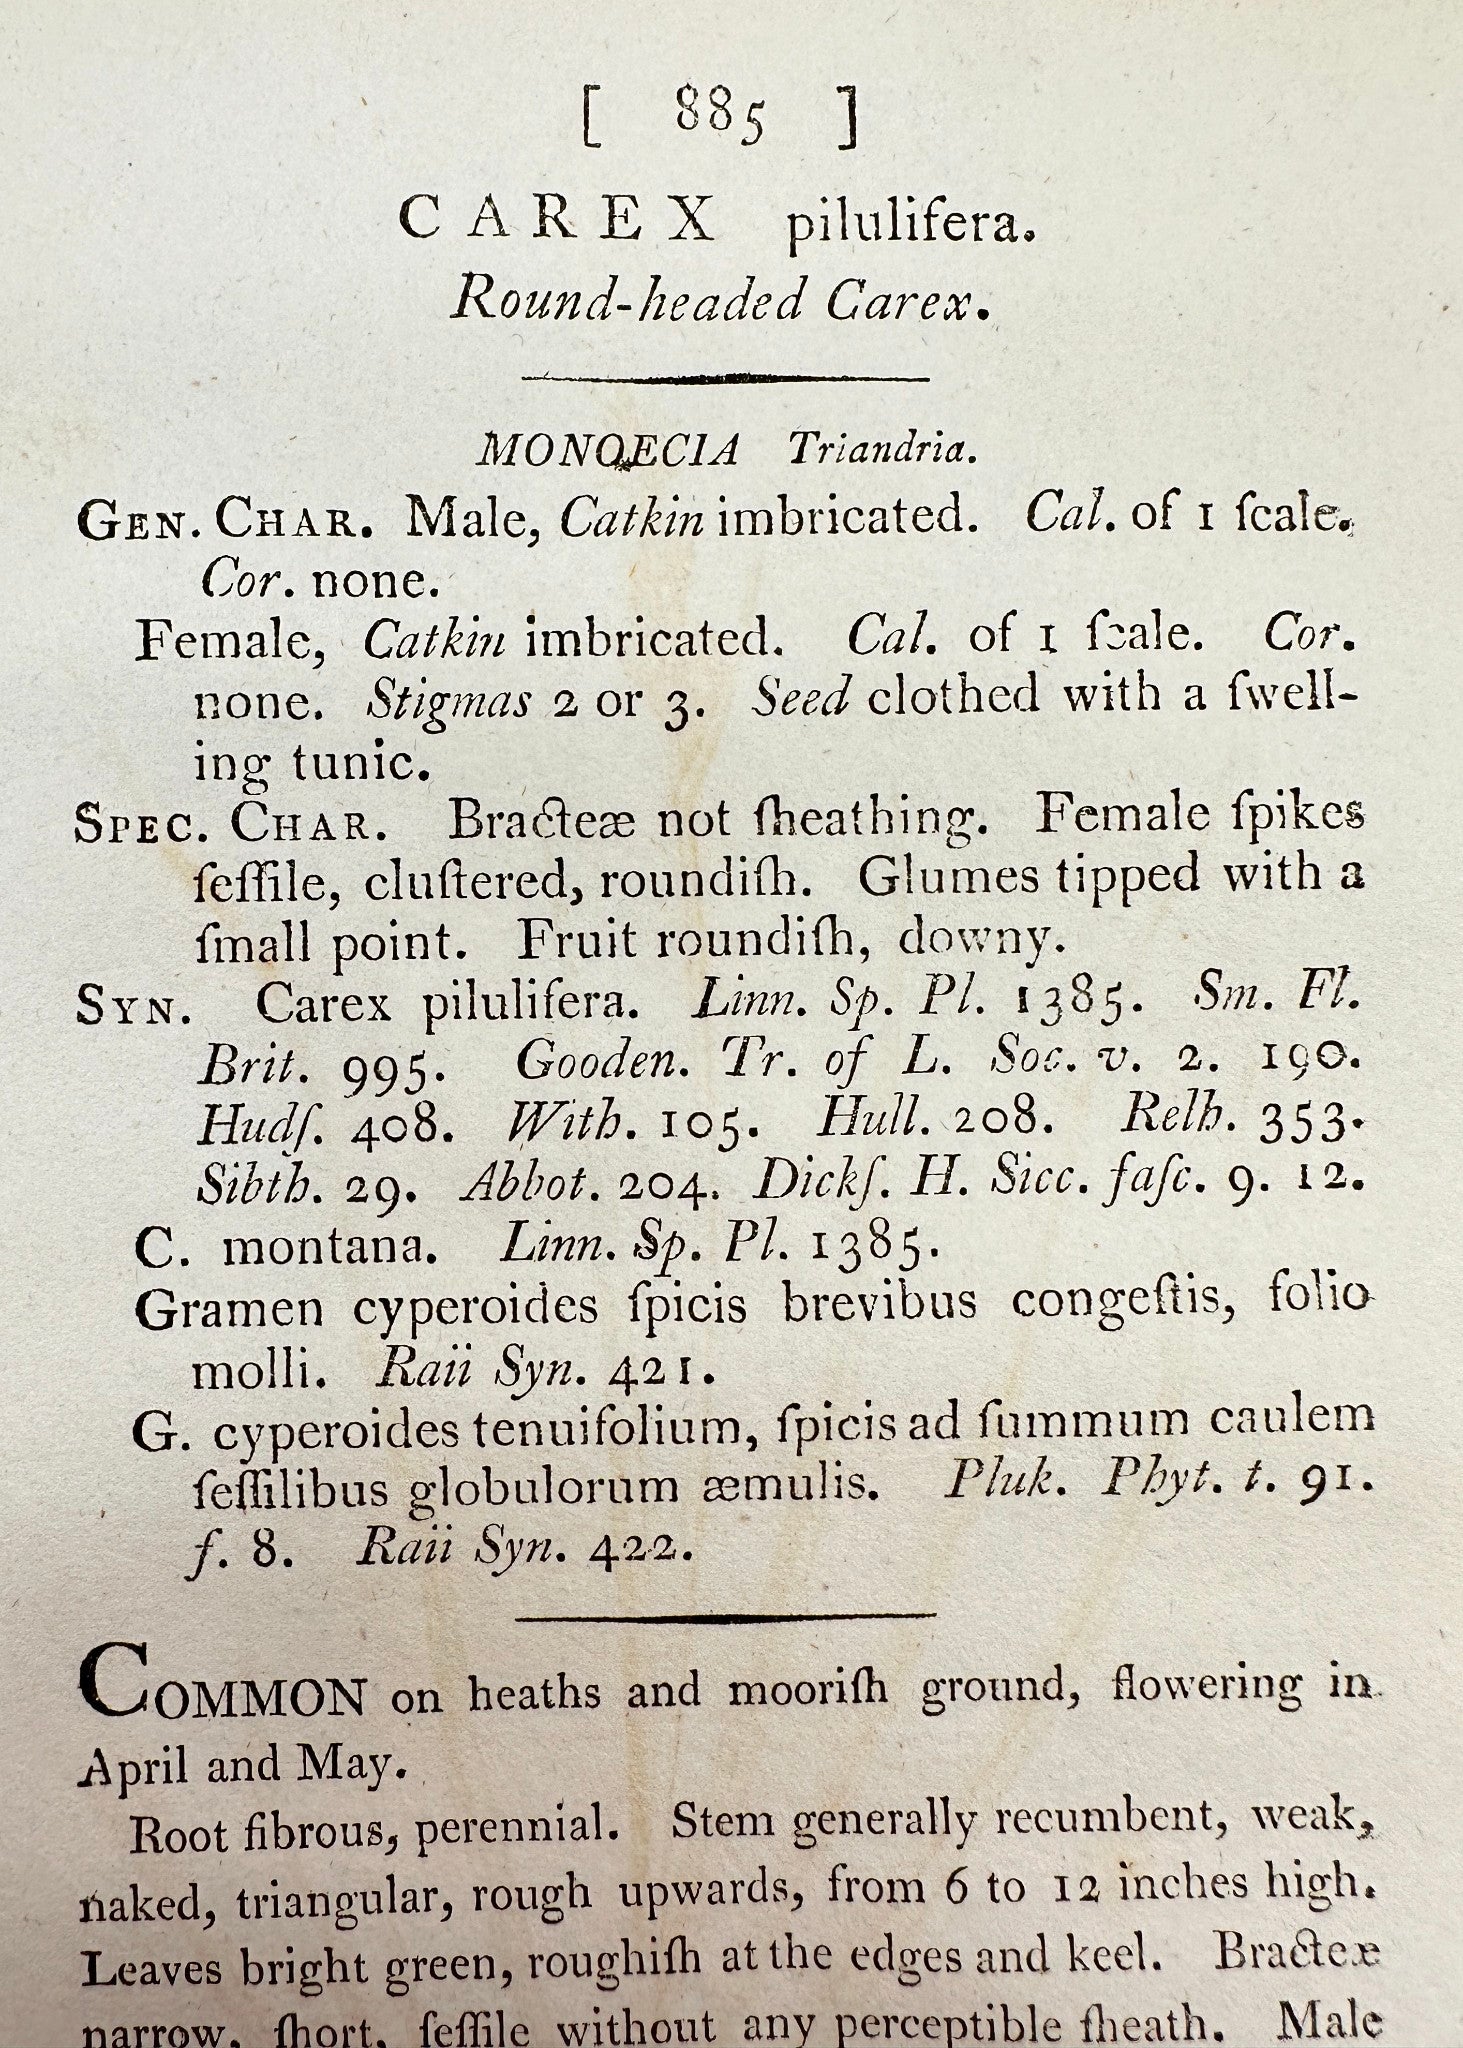 [ 885 ]
CAREX pilulifera.
Round-headed Carex.
MONOECIA Triandria.
GEN. CHAR. Male, Catkin imbricated. Cal. of 1 ſcale.
Cor. none.
Female, Catkin imbricated. Cal. of 1 ſcale. Cor.
none. Stigmas 2 or 3. Seed clothed with a ſwell-
ing tunic.
SPEC. CHAR. Bracteæ not ſheathing. Female ſpikes
ſeſſile, cluſtered, roundiſh. Glumes tipped with a
ſmall point. Fruit roundiſh, downy.
SYN. Carex pilulifera. Linn. Sp. Pl. 1385. Sm. Fl.
Brit. 995. Gooden. Tr. of L. Soc. v. 2. 190.
Hudſ. 408. With. 105. Hull. 208. Relh. 353.
Sibth. 29. Abbot. 204. Dickſ. H. Sicc. faſc. 9. 12.
C. montana. Linn. Sp. Pl. 1385.
Gramen cyperoides ſpicis brevibus congeſtis, folio
molli. Raii Syn. 421.
G. cyperoides tenuifolium, ſpicis ad ſummum caulem
ſeſſilibus globulorum æmulis. Pluk. Phyt. t. 91.
f. 8. Raii Syn. 422.
COMMON on heaths and mooriſh ground, flowering in
April and May.
Root fibrous, perennial. Stem generally recumbent, weak,
naked, triangular, rough upwards, from 6 to 12 inches high.
Leaves bright green, roughiſh at the edges and keel. Bracteæ
narrow, ſhort, ſeſſile without any perceptible ſheath. Male